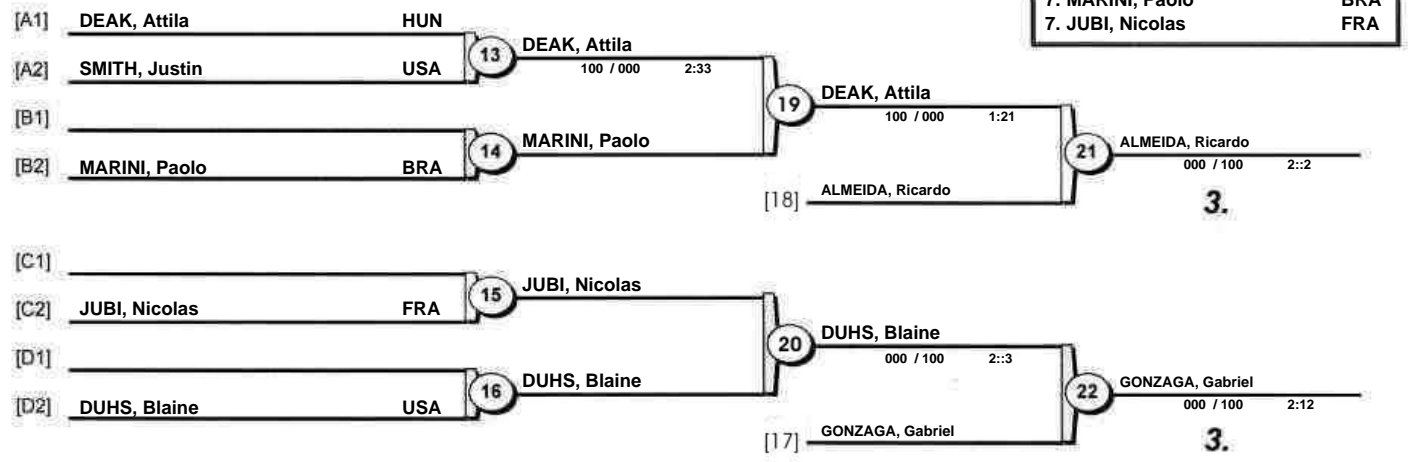 7. MARINI, Paolo BRA
7. JUBI, Nicolas FRA
[A1] DEAK, Attila HUN
13 DEAK, Attila
[A2] SMITH, Justin USA
100 / 000 2:33
19 DEAK, Attila
100 / 000 1:21
[B1]
14 MARINI, Paolo
[B2] MARINI, Paolo BRA
21 ALMEIDA, Ricardo
000 / 100 2::2
[18] ALMEIDA, Ricardo
3.
[C1]
15 JUBI, Nicolas
[C2] JUBI, Nicolas FRA
20 DUHS, Blaine
000 / 100 2::3
[D1]
16 DUHS, Blaine
[D2] DUHS, Blaine USA
22 GONZAGA, Gabriel
000 / 100 2:12
[17] GONZAGA, Gabriel
3.